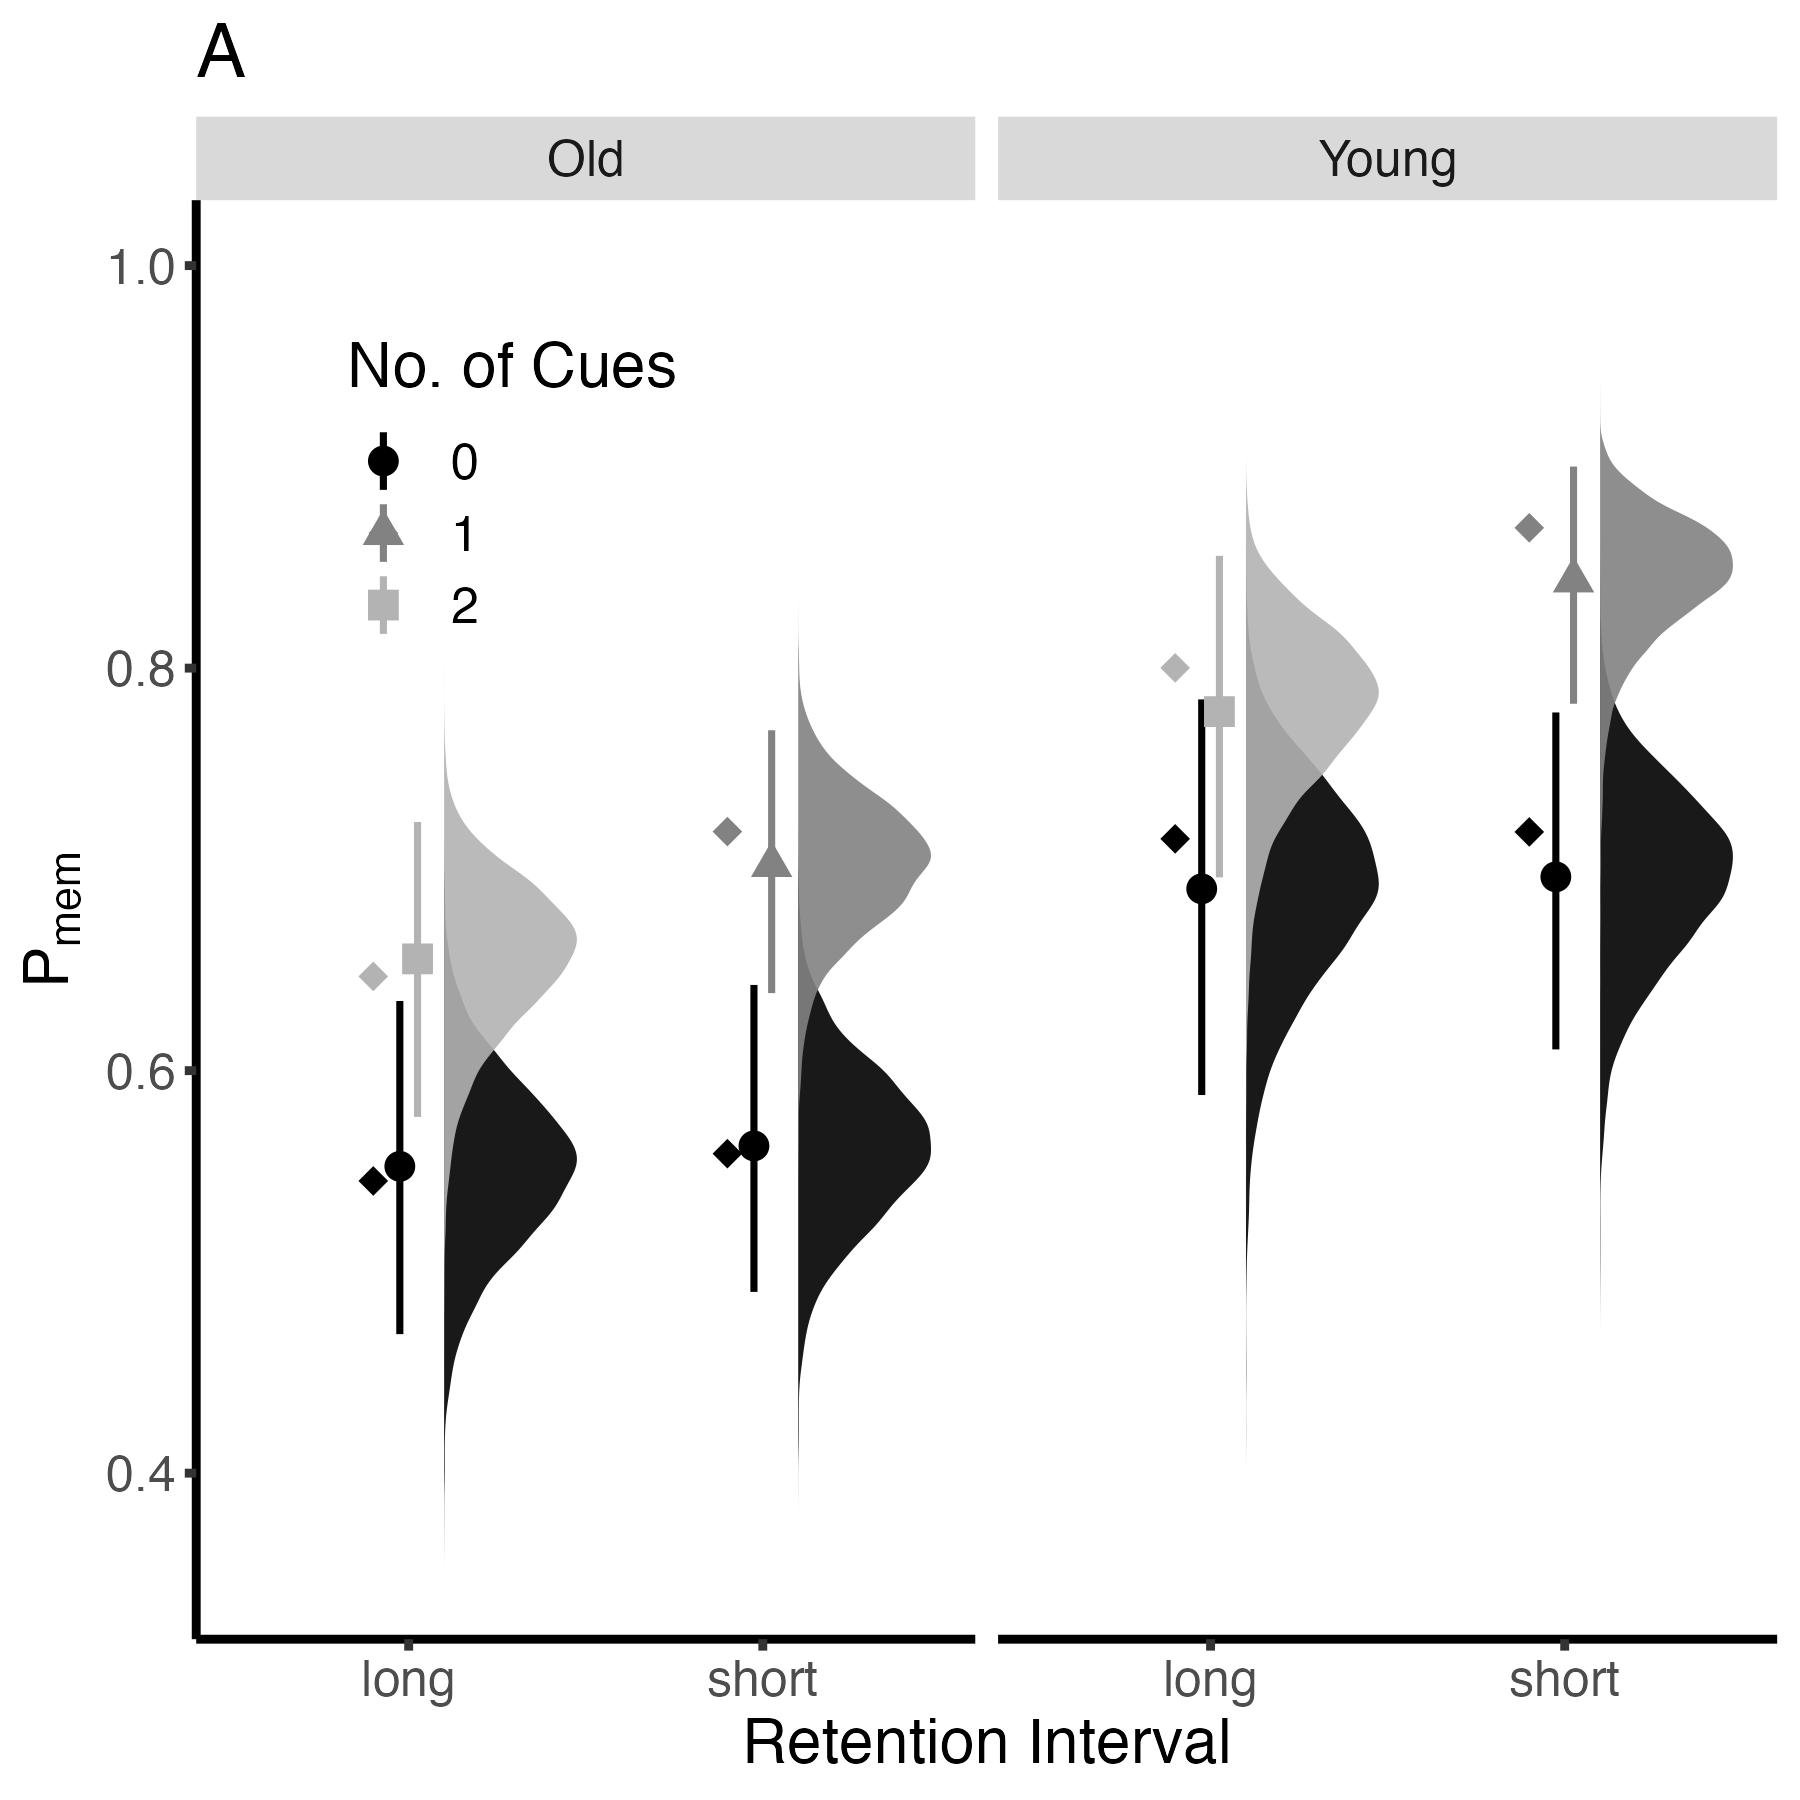 A
Old
Young
1.0
0.8
0.6
0.4
No. of Cues
0
1
2
Pmem
long
short
long
short
Retention Interval